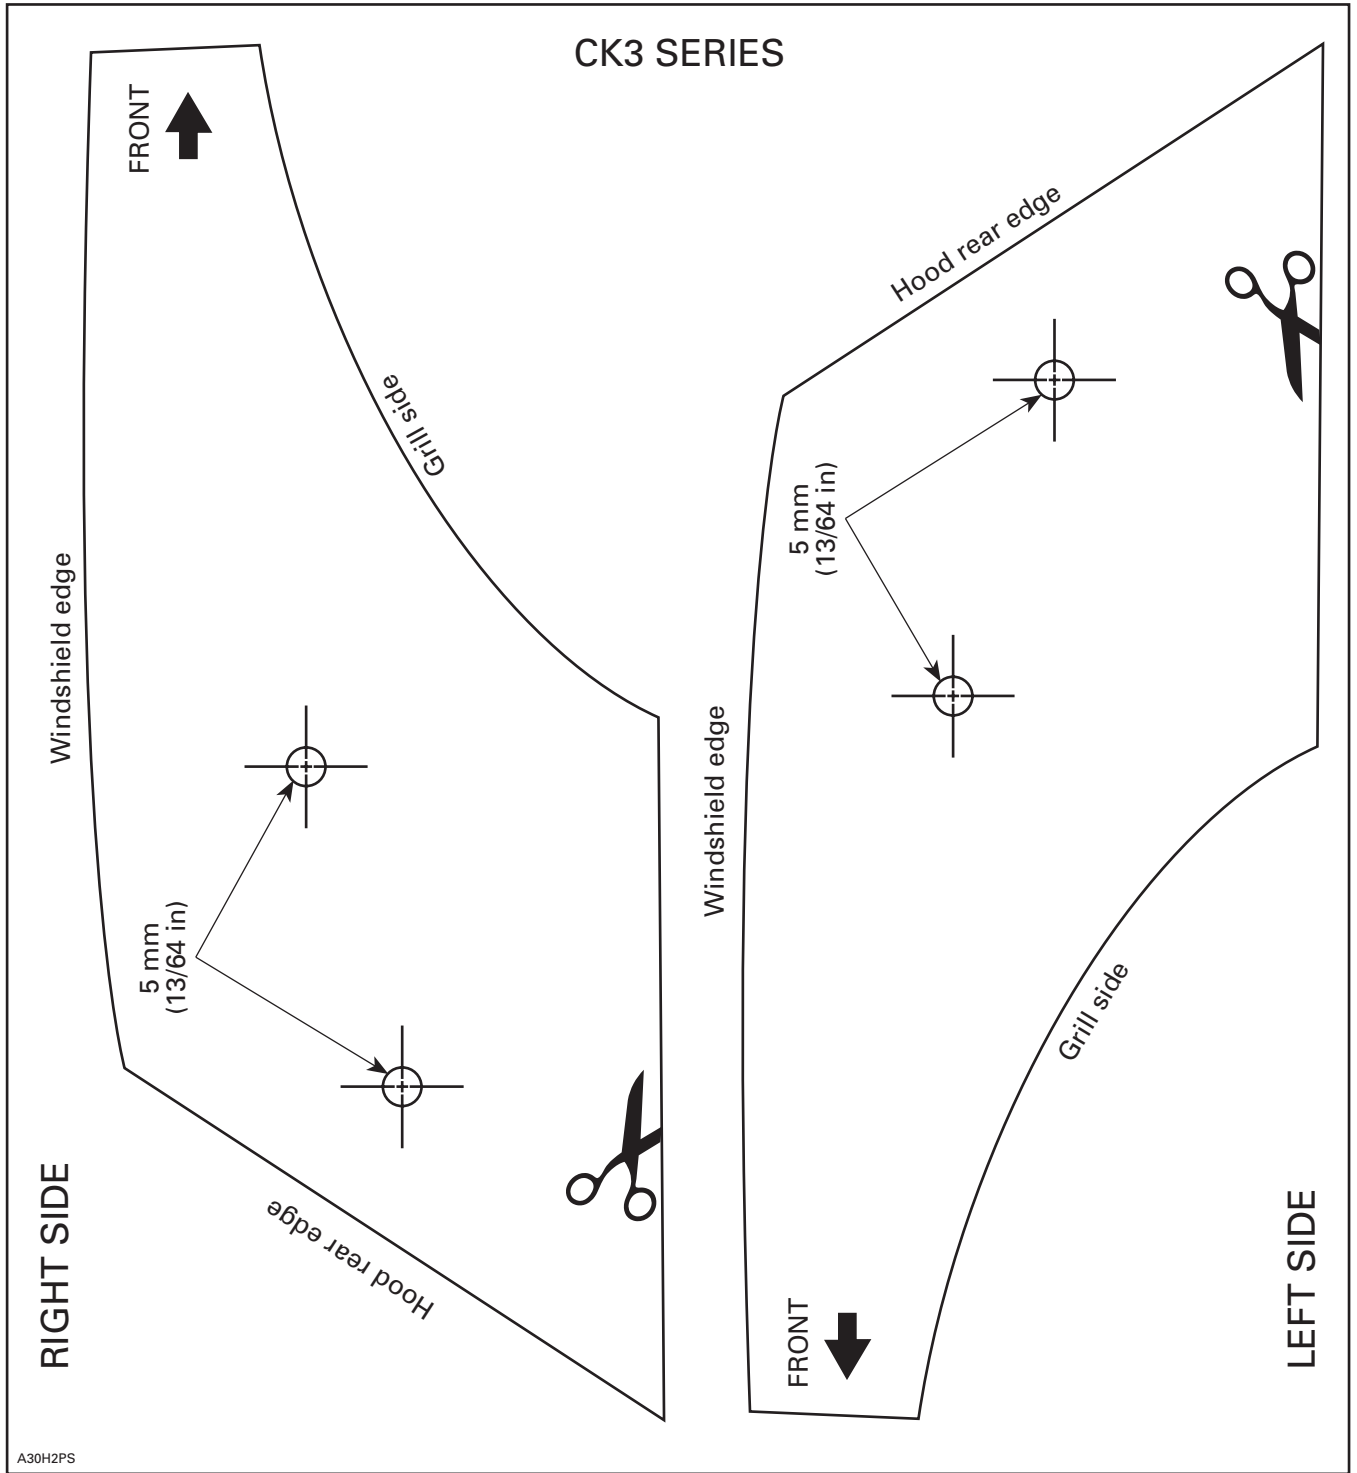 CK3 SERIES
FRONT
Grill side
Windshield edge
5 mm
(13/64 in)
Hood rear edge
RIGHT SIDE
Hood rear edge
5 mm
(13/64 in)
Windshield edge
Grill side
FRONT
LEFT SIDE
A30H2PS